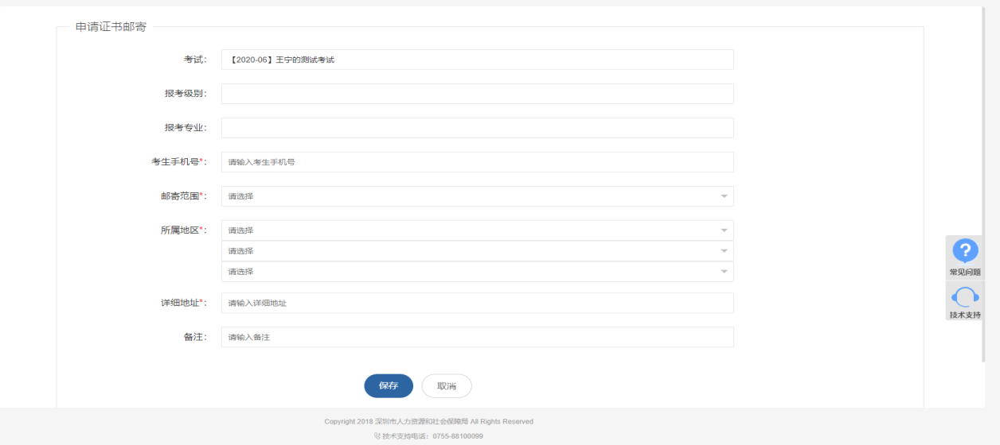 申请证书邮寄
考试: 【2020-06】王宁的测试考试
报考级别:
报考专业:
考生手机号*: 请输入考生手机号
邮寄范围*: 请选择
所属地区*: 请选择
请选择
请选择
详细地址*: 请输入详细地址
备注: 请输入备注
保存 取消
?
常见问题
技术支持
Copyright 2018 深圳市人力资源和社会保障局 All Rights Reserved
技术支持电话: 0755-88100099